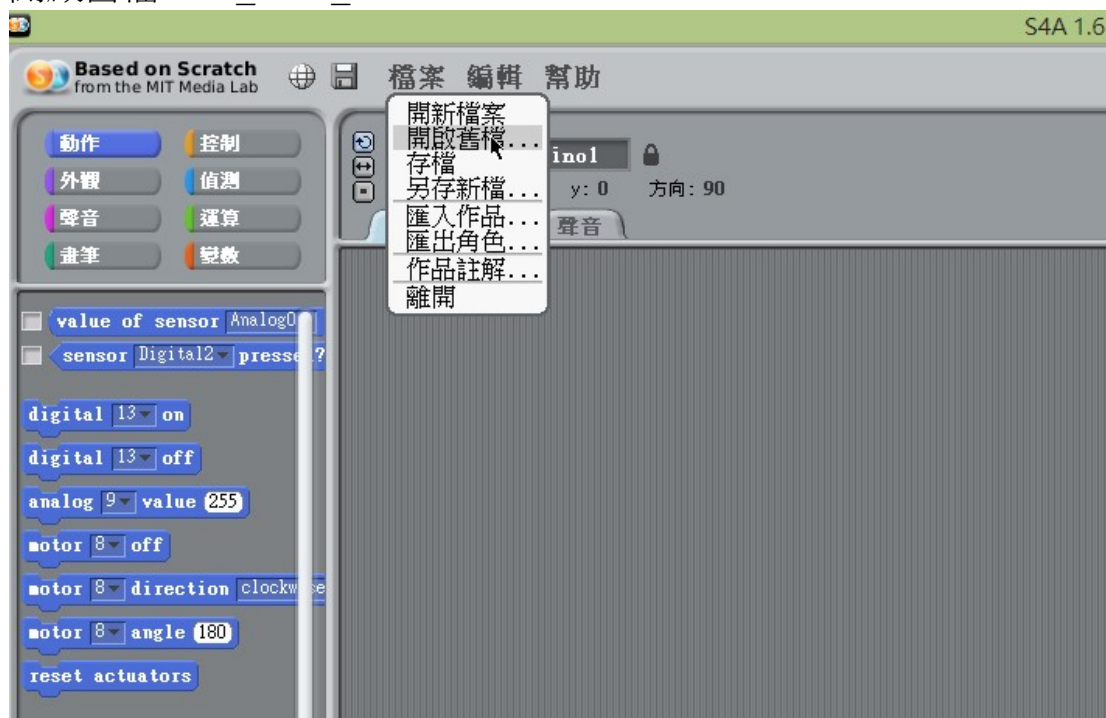 S4A 1.6
Based on Scratch
from the MIT Media Lab
檔案 編輯 幫助
開新檔案
開啟舊檔...
存檔
另存新檔...
匯入作品...
匯出角色...
作品註解...
離開
動作 控制
外觀 偵測
聲音 運算
畫筆 變數
ino1
y: 0 方向: 90
聲音
value of sensor Analog0
sensor Digital2 presse ?
digital 13 on
digital 13 off
analog 9 value 255
motor 8 off
motor 8 direction clockw se
motor 8 angle 180
reset actuators